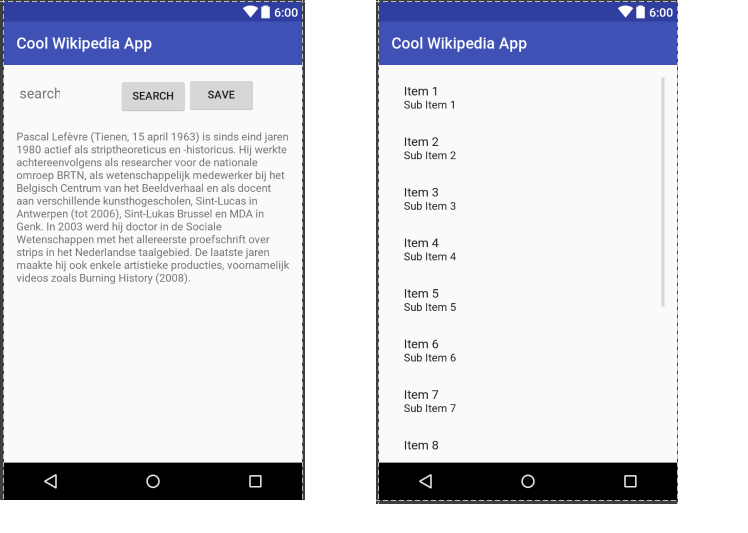 6:00
Cool Wikipedia App
search
SEARCH
SAVE
Pascal Lefèvre (Tienen, 15 april 1963) is sinds eind jaren
1980 actief als striptheoreticus en -historicus. Hij werkte
achtereenvolgens als researcher voor de nationale
omroep BRTN, als wetenschappelijk medewerker bij het
Belgisch Centrum van het Beeldverhaal en als docent
aan verschillende kunsthogescholen, Sint-Lucas in
Antwerpen (tot 2006), Sint-Lukas Brussel en MDA in
Genk. In 2003 werd hij doctor in de Sociale
Wetenschappen met het allereerste proefschrift over
strips in het Nederlandse taalgebied. De laatste jaren
maakte hij ook enkele artistieke producties, voornamelijk
videos zoals Burning History (2008).
6:00
Cool Wikipedia App
Item 1
Sub Item 1
Item 2
Sub Item 2
Item 3
Sub Item 3
Item 4
Sub Item 4
Item 5
Sub Item 5
Item 6
Sub Item 6
Item 7
Sub Item 7
Item 8